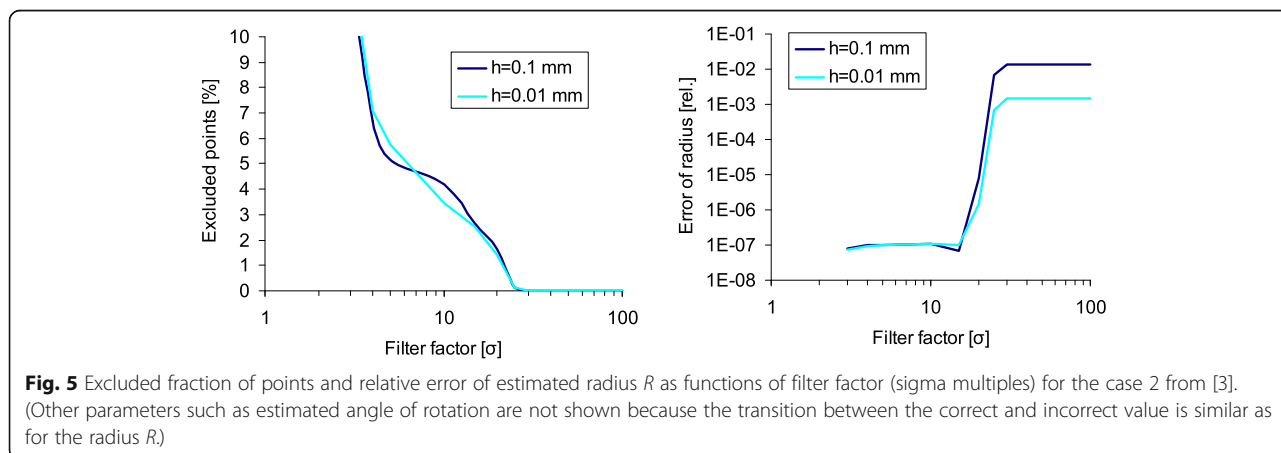 10
9
8
7
6
5
4
3
2
1
0
Excluded points [%]
h=0.1 mm
h=0.01 mm
1
10
100
Filter factor [σ]
1E-01
1E-02
1E-03
1E-04
1E-05
1E-06
1E-07
1E-08
Error of radius [rel.]
h=0.1 mm
h=0.01 mm
1
10
100
Filter factor [σ]
Fig. 5 Excluded fraction of points and relative error of estimated radius R as functions of filter factor (sigma multiples) for the case 2 from [3].
(Other parameters such as estimated angle of rotation are not shown because the transition between the correct and incorrect value is similar as
for the radius R.)